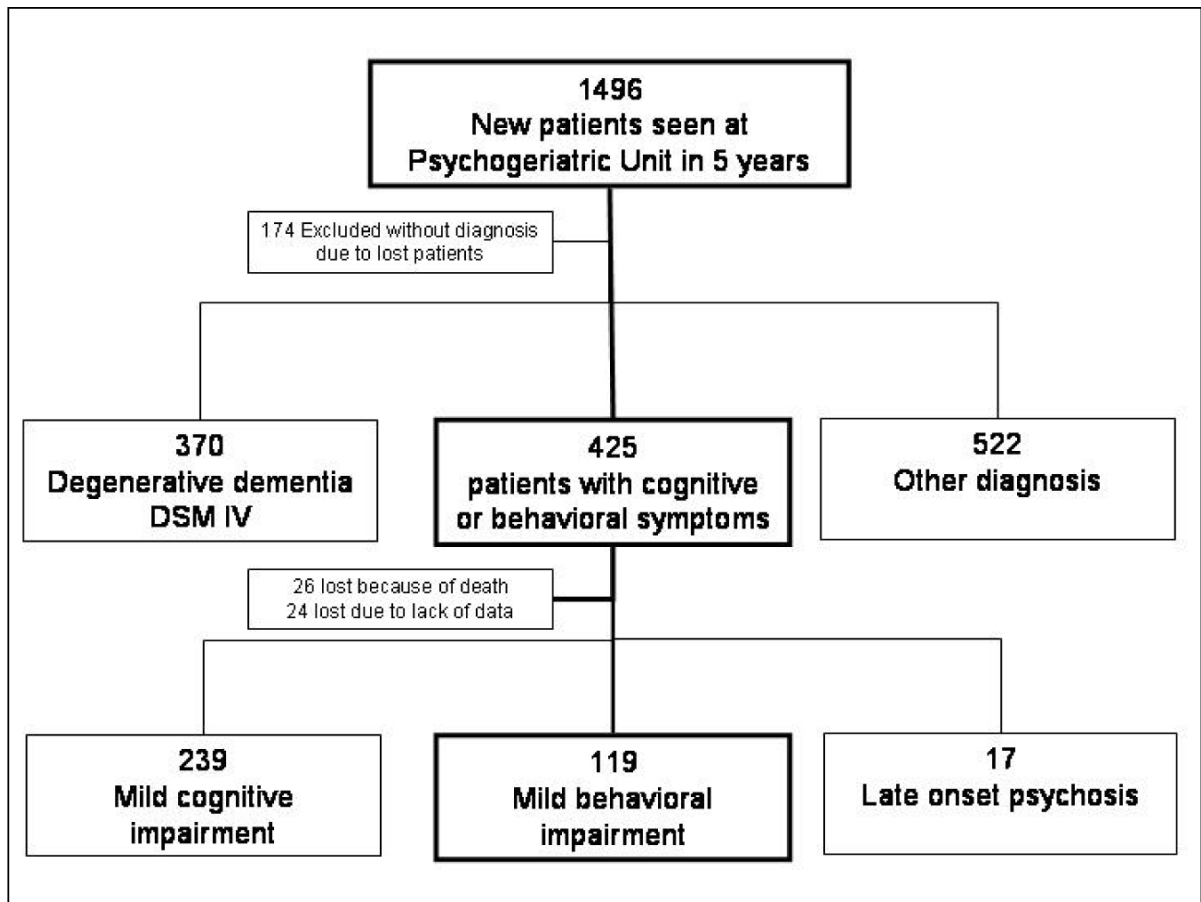 1496
New patients seen at
Psychogeriatric Unit in 5 years
174 Excluded without diagnosis
due to lost patients
370
Degenerative dementia
DSM IV
425
patients with cognitive
or behavioral symptoms
522
Other diagnosis
26 lost because of death
24 lost due to lack of data
239
Mild cognitive
impairment
119
Mild behavioral
impairment
17
Late onset psychosis